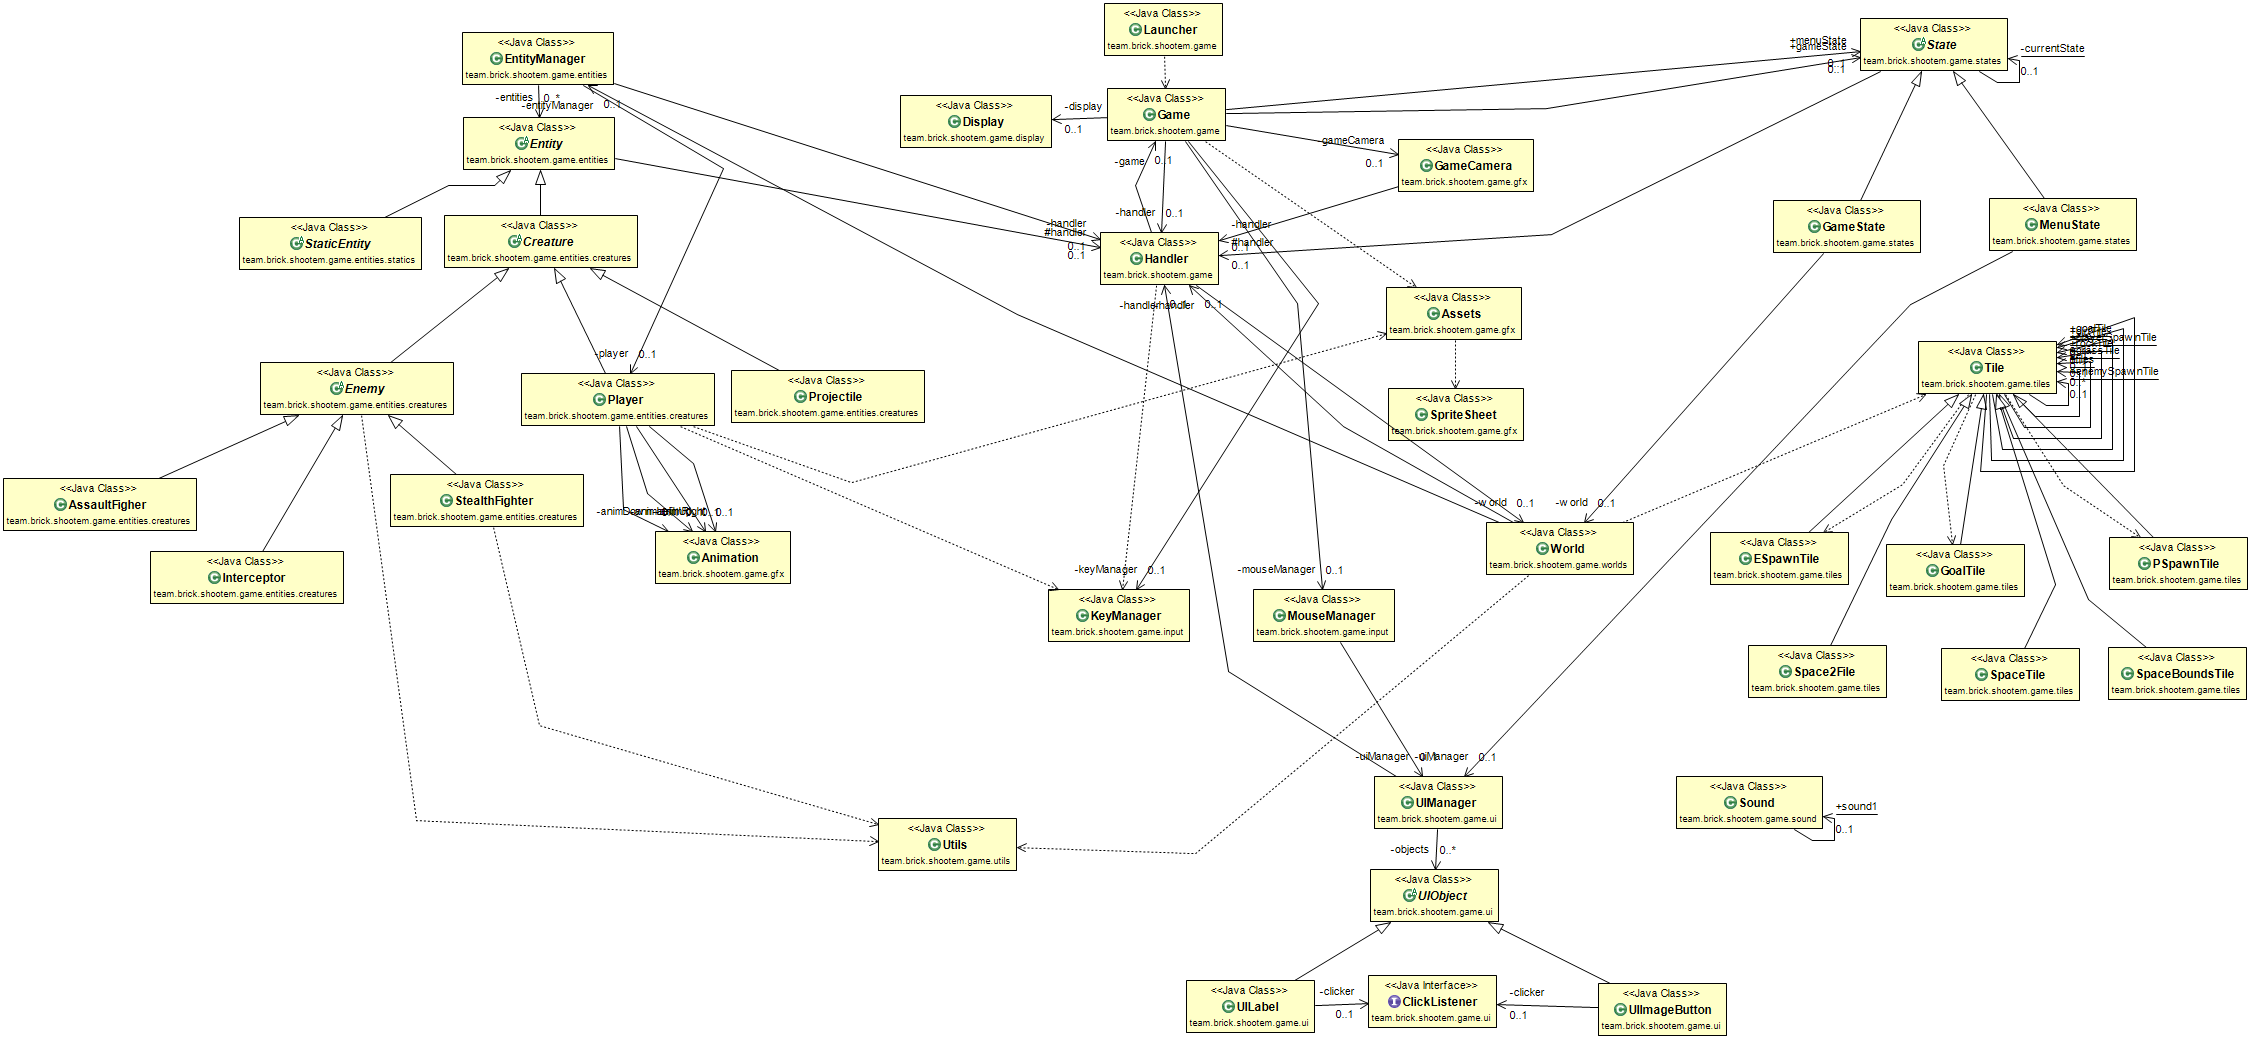 <<Java Class>>
Launcher
team.brick.shootem.game
<<Java Class>>
EntityManager
team.brick.shootem.game.entities
<<Java Class>>
State
team.brick.shootem.game.states
+menuState
+gameState
0..1
0..1
-currentState
0..1
-entities
0..*
-entityManager
0..1
<<Java Class>>
Entity
team.brick.shootem.game.entities
<<Java Class>>
Display
team.brick.shootem.game.display
-display
0..1
<<Java Class>>
Game
team.brick.shootem.game
gameCamera
0..1
<<Java Class>>
GameCamera
team.brick.shootem.game.gfx
-game
0..1
-handler
0..1
<<Java Class>>
StaticEntity
team.brick.shootem.game.entities.statics
<<Java Class>>
Creature
team.brick.shootem.game.entities.creatures
-handler
#handler
0..1
0..1
<<Java Class>>
Handler
team.brick.shootem.game
-handler
#handler
0..1
0..1
<<Java Class>>
GameState
team.brick.shootem.game.states
<<Java Class>>
MenuState
team.brick.shootem.game.states
-handler
0..1
-handler
0..1
<<Java Class>>
Assets
team.brick.shootem.game.gfx
<<Java Class>>
Enemy
team.brick.shootem.game.entities.creatures
-player
0..1
<<Java Class>>
Player
team.brick.shootem.game.entities.creatures
<<Java Class>>
Projectile
team.brick.shootem.game.entities.creatures
<<Java Class>>
SpriteSheet
team.brick.shootem.game.gfx
<<Java Class>>
Tile
team.brick.shootem.game.tiles
+goalTile
0..*
0..1
<<Java Class>>
AssaultFigher
team.brick.shootem.game.entities.creatures
<<Java Class>>
StealthFighter
team.brick.shootem.game.entities.creatures
0..1
<<Java Class>>
Animation
team.brick.shootem.game.gfx
<<Java Class>>
Interceptor
team.brick.shootem.game.entities.creatures
-world
0..1
-world
0..1
<<Java Class>>
World
team.brick.shootem.game.worlds
<<Java Class>>
ESpawnTile
team.brick.shootem.game.tiles
<<Java Class>>
GoalTile
team.brick.shootem.game.tiles
<<Java Class>>
PSpawnTile
team.brick.shootem.game.tiles
-keyManager
0..1
<<Java Class>>
KeyManager
team.brick.shootem.game.input
-mouseManager
0..1
<<Java Class>>
MouseManager
team.brick.shootem.game.input
<<Java Class>>
Space2File
team.brick.shootem.game.tiles
<<Java Class>>
SpaceTile
team.brick.shootem.game.tiles
<<Java Class>>
SpaceBoundsTile
team.brick.shootem.game.tiles
-uiManager
0..1
-uiManager
0..1
<<Java Class>>
UIManager
team.brick.shootem.game.ui
<<Java Class>>
Sound
team.brick.shootem.game.sound
+sound1
0..1
<<Java Class>>
Utils
team.brick.shootem.game.utils
-objects
0..*
<<Java Class>>
UIObject
team.brick.shootem.game.ui
<<Java Class>>
UILabel
team.brick.shootem.game.ui
-clicker
0..1
<<Java Interface>>
ClickListener
team.brick.shootem.game.ui
-clicker
0..1
<<Java Class>>
UIImageButton
team.brick.shootem.game.ui